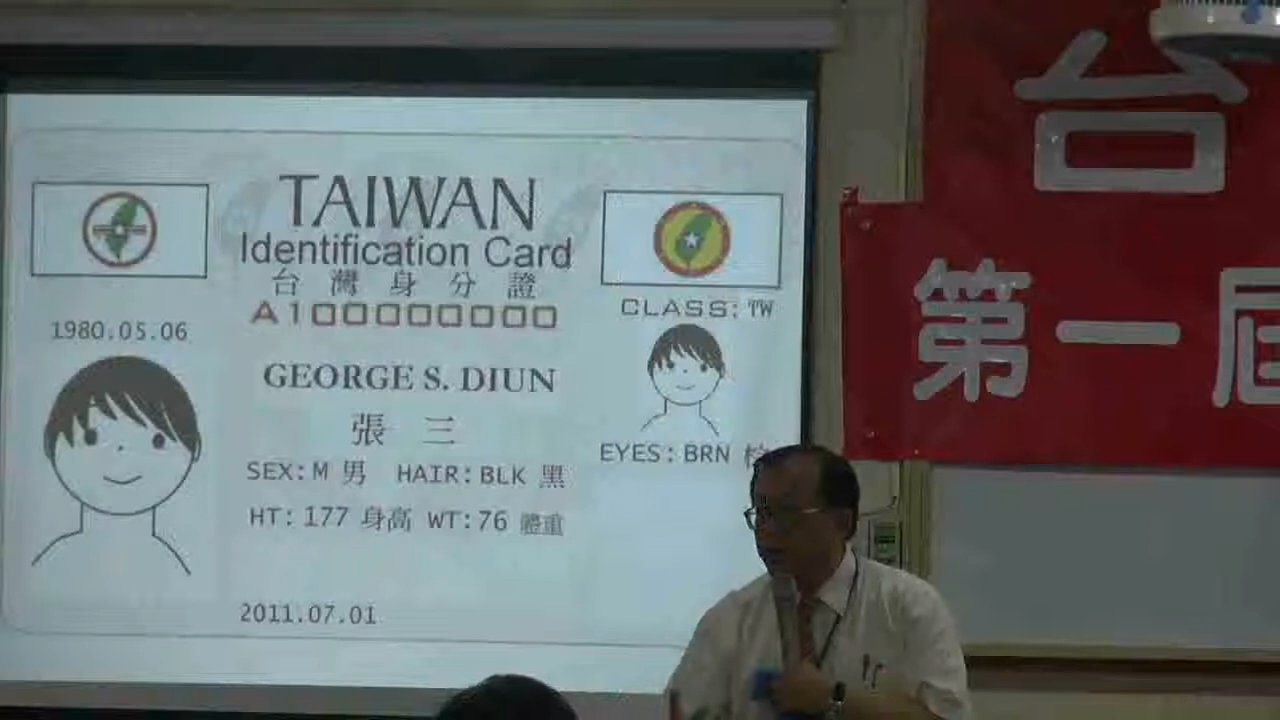 TAIWAN
Identification Card
台灣身分證
A100000000
1980.05.06
CLASS: TW
GEORGE S. DIUN
張 三
SEX:M 男 HAIR:BLK 黑
EYES: BRN
HT: 177 身高 WT:76 體重
2011.07.01
台
第一屆